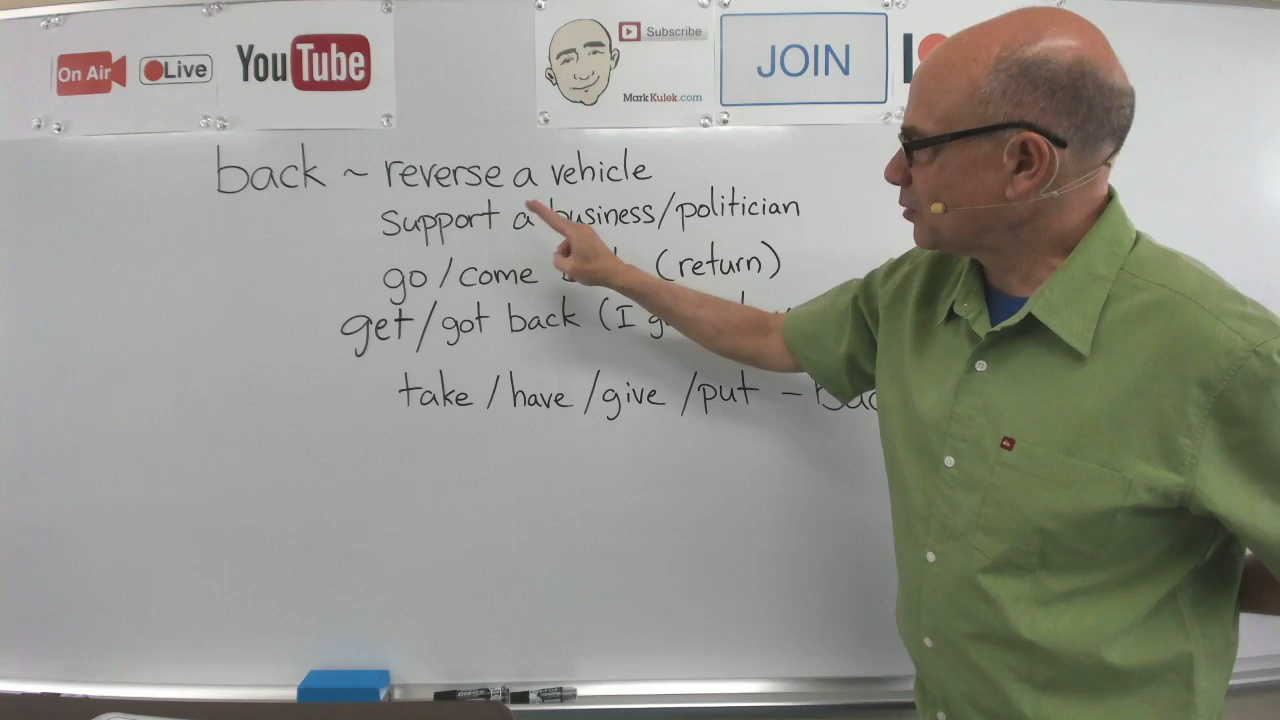 On Air
Live
YouTube
Subscribe
MarkKulek.com
JOIN
back ~ reverse a vehicle
support a business/politician
go/come (return)
get/got back (I
take/have/give/put -